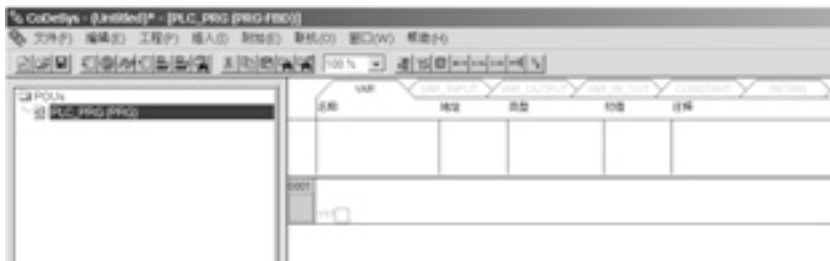 CoDeSys - (Untitled)* - [PLC_PRG (PRG-FBD)]
文件(F) 编辑(E) 工程(P) 插入(I) 附加(E) 联机(O) 窗口(W) 帮助(H)
100 %
POUs
PLC_PRG (PRG)
VAR VAR_INPUT VAR_OUTPUT VAR_IN_OUT CONSTANT RETAIN
名称 地址 类型 初值 注释
0001
???